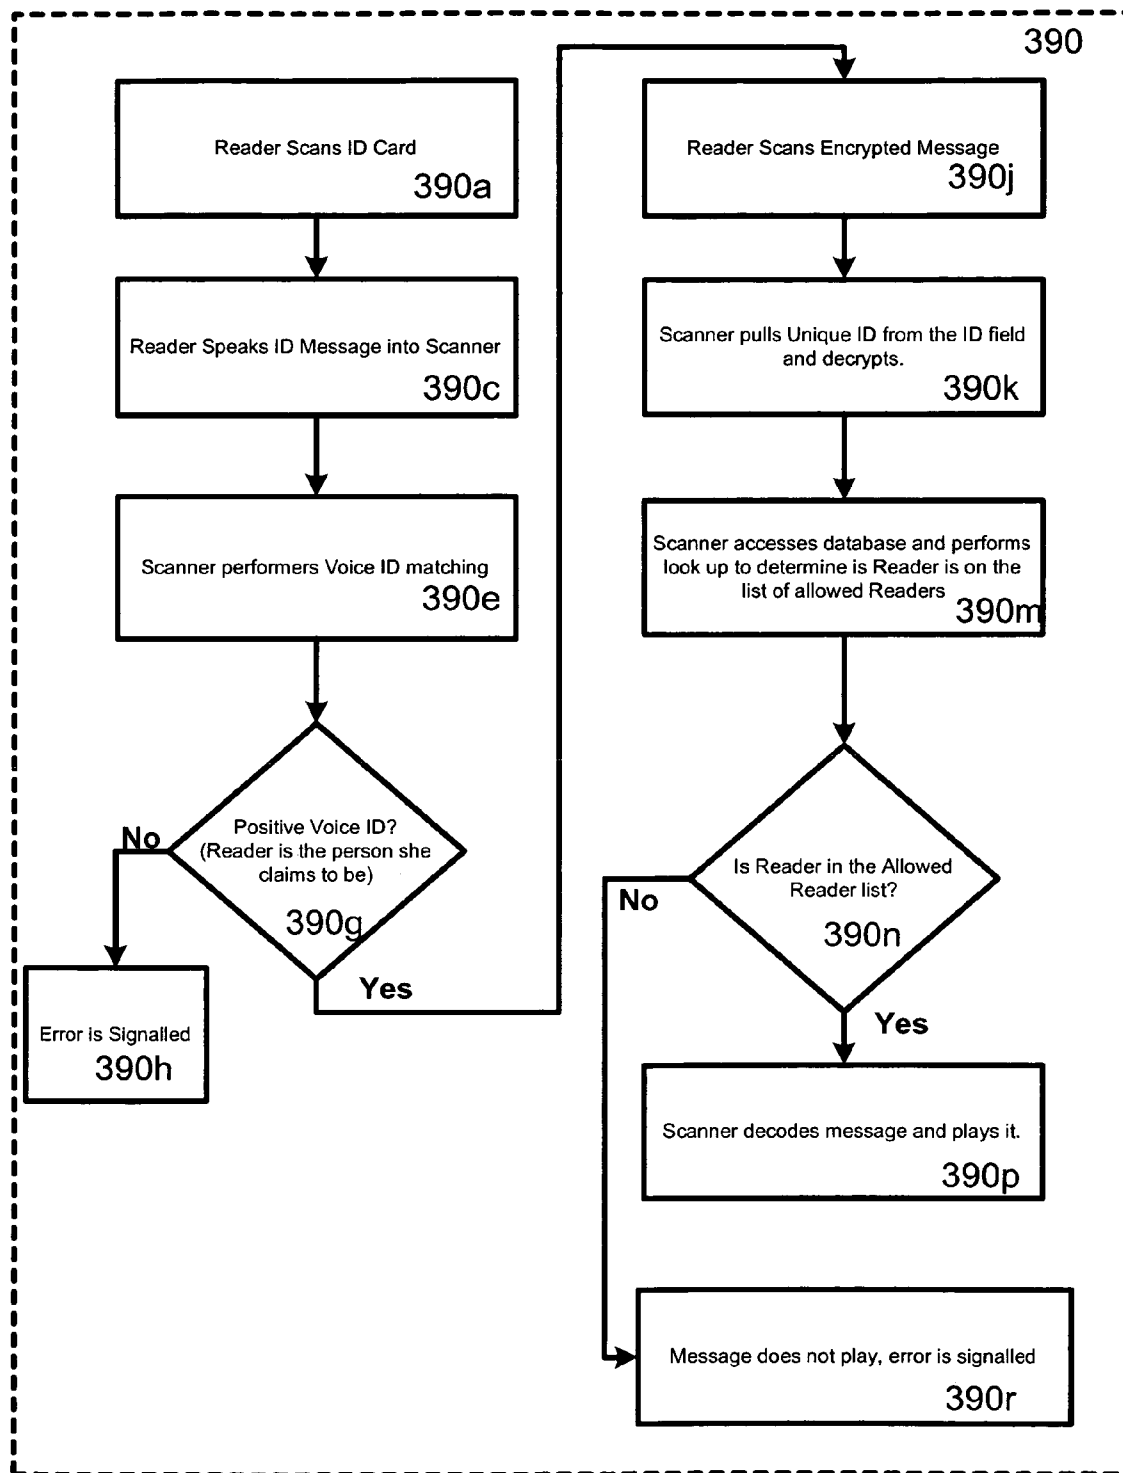 390
Reader Scans ID Card
390a
Reader Speaks ID Message into Scanner
390c
Scanner performers Voice ID matching
390e
Positive Voice ID?
(Reader is the person she
claims to be)
390g
No
Yes
Error is Signalled
390h
Reader Scans Encrypted Message
390j
Scanner pulls Unique ID from the ID field
and decrypts.
390k
Scanner accesses database and performs
look up to determine is Reader is on the
list of allowed Readers
390m
Is Reader in the Allowed
Reader list?
390n
No
Yes
Scanner decodes message and plays it.
390p
Message does not play, error is signalled
390r